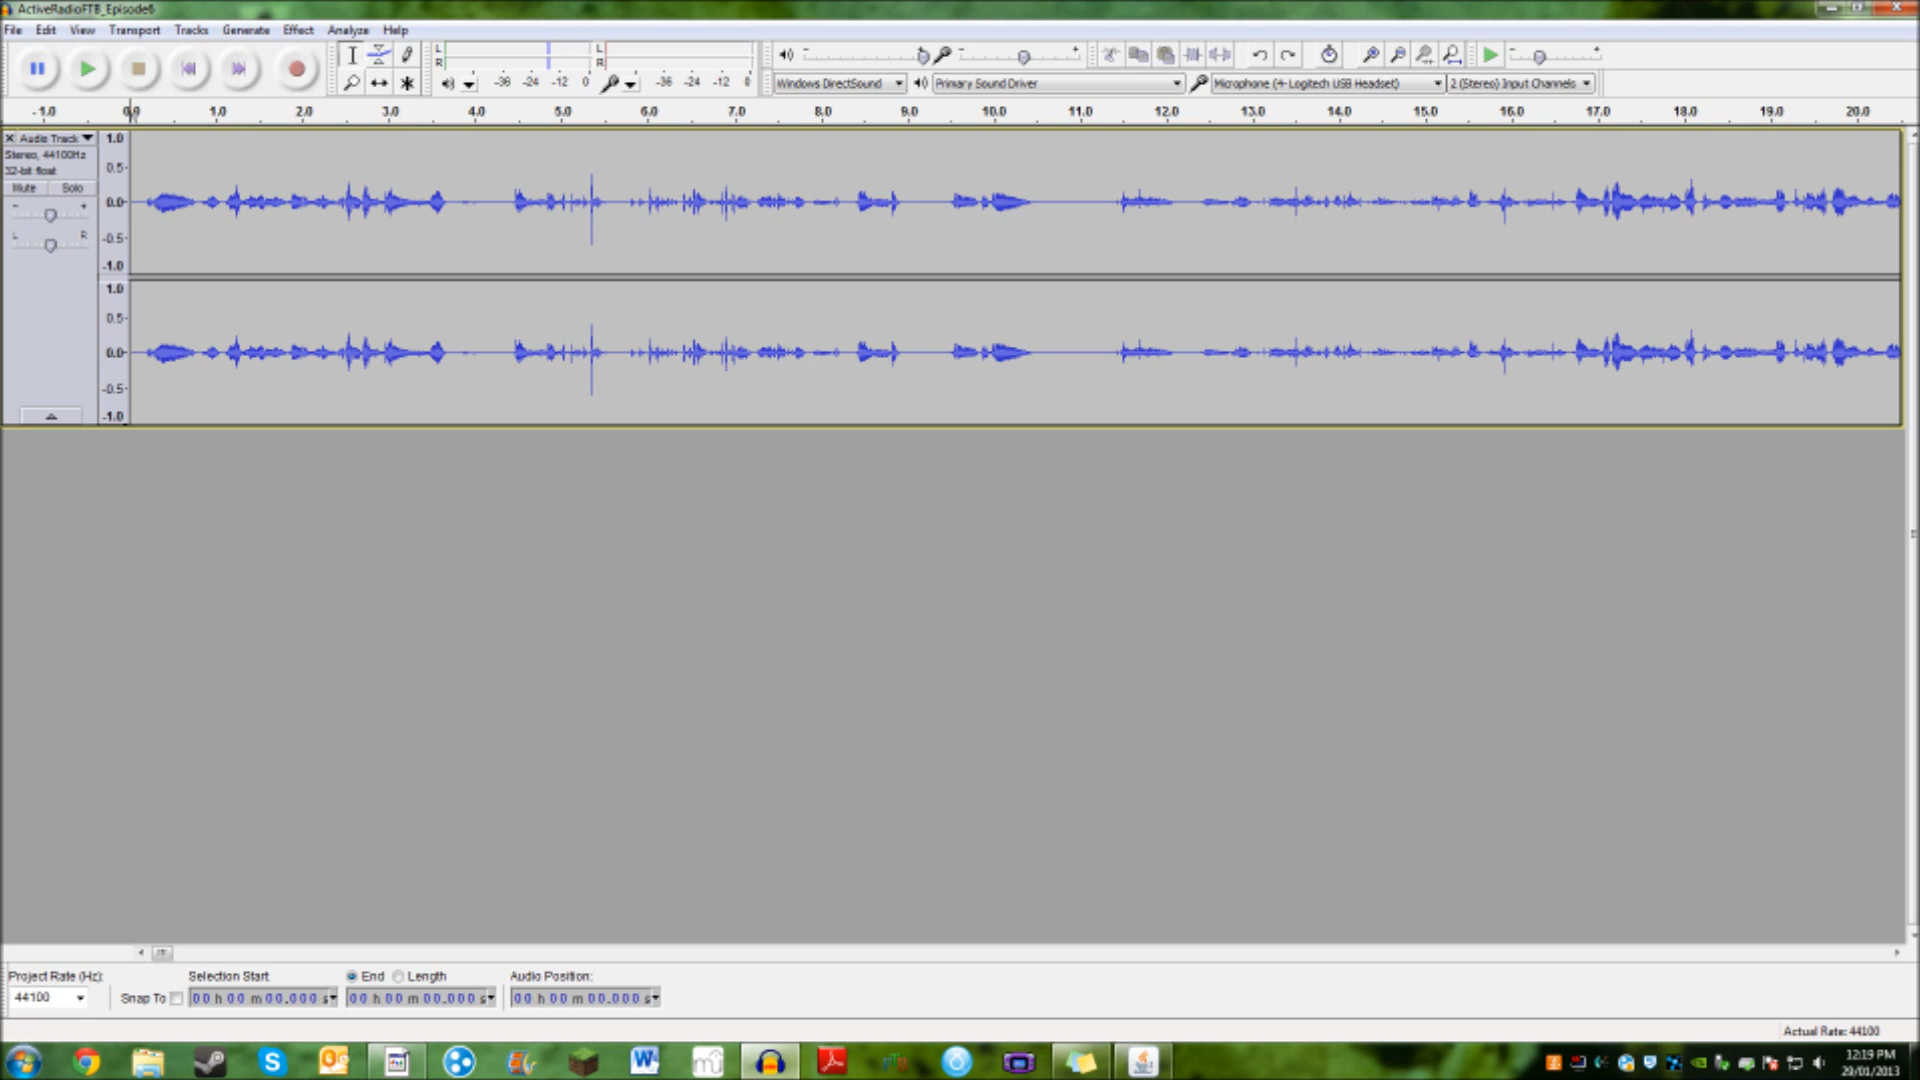 ActiveRadioFTB_Episode6
File Edit View Transport Tracks Generate Effect Analyze Help
L R -36 -24 -12 0 L R -36 -24 -12 0
Windows DirectSound Primary Sound Driver Microphone (4- Logitech USB Headset) 2 (Stereo) Input Channels
-1.0 0.0 1.0 2.0 3.0 4.0 5.0 6.0 7.0 8.0 9.0 10.0 11.0 12.0 13.0 14.0 15.0 16.0 17.0 18.0 19.0 20.0
Audio Track 1.0
Stereo, 44100Hz
32-bit float 0.5
Mute Solo
- + 0.0
L R -0.5
-1.0
1.0
0.5
0.0
-0.5
-1.0
Project Rate (Hz): Selection Start End Length Audio Position:
44100 Snap To 00 h 00 m 00.000 s 00 h 00 m 00.000 s 00 h 00 m 00.000 s
Actual Rate: 44100
12:19 PM
29/01/2013